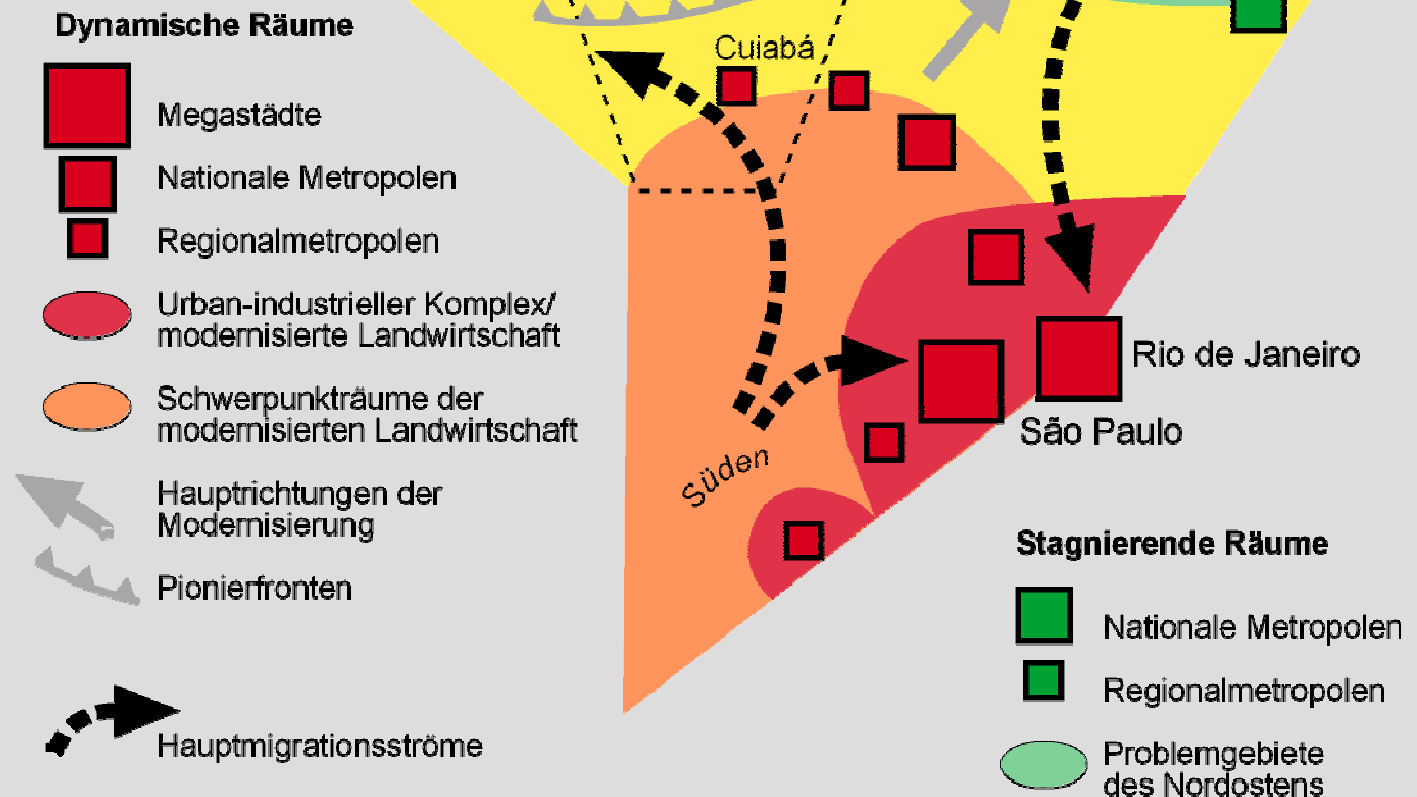 Dynamische Räume
Megastädte
Nationale Metropolen
Regionalmetropolen
Urban-industrieller Komplex/
modernisierte Landwirtschaft
Schwerpunkträume der
modernisierten Landwirtschaft
Hauptrichtungen der
Modernisierung
Pionierfronten
Hauptmigrationsströme
Cuiabá
Rio de Janeiro
São Paulo
Süden
Stagnierende Räume
Nationale Metropolen
Regionalmetropolen
Problemgebiete
des Nordostens